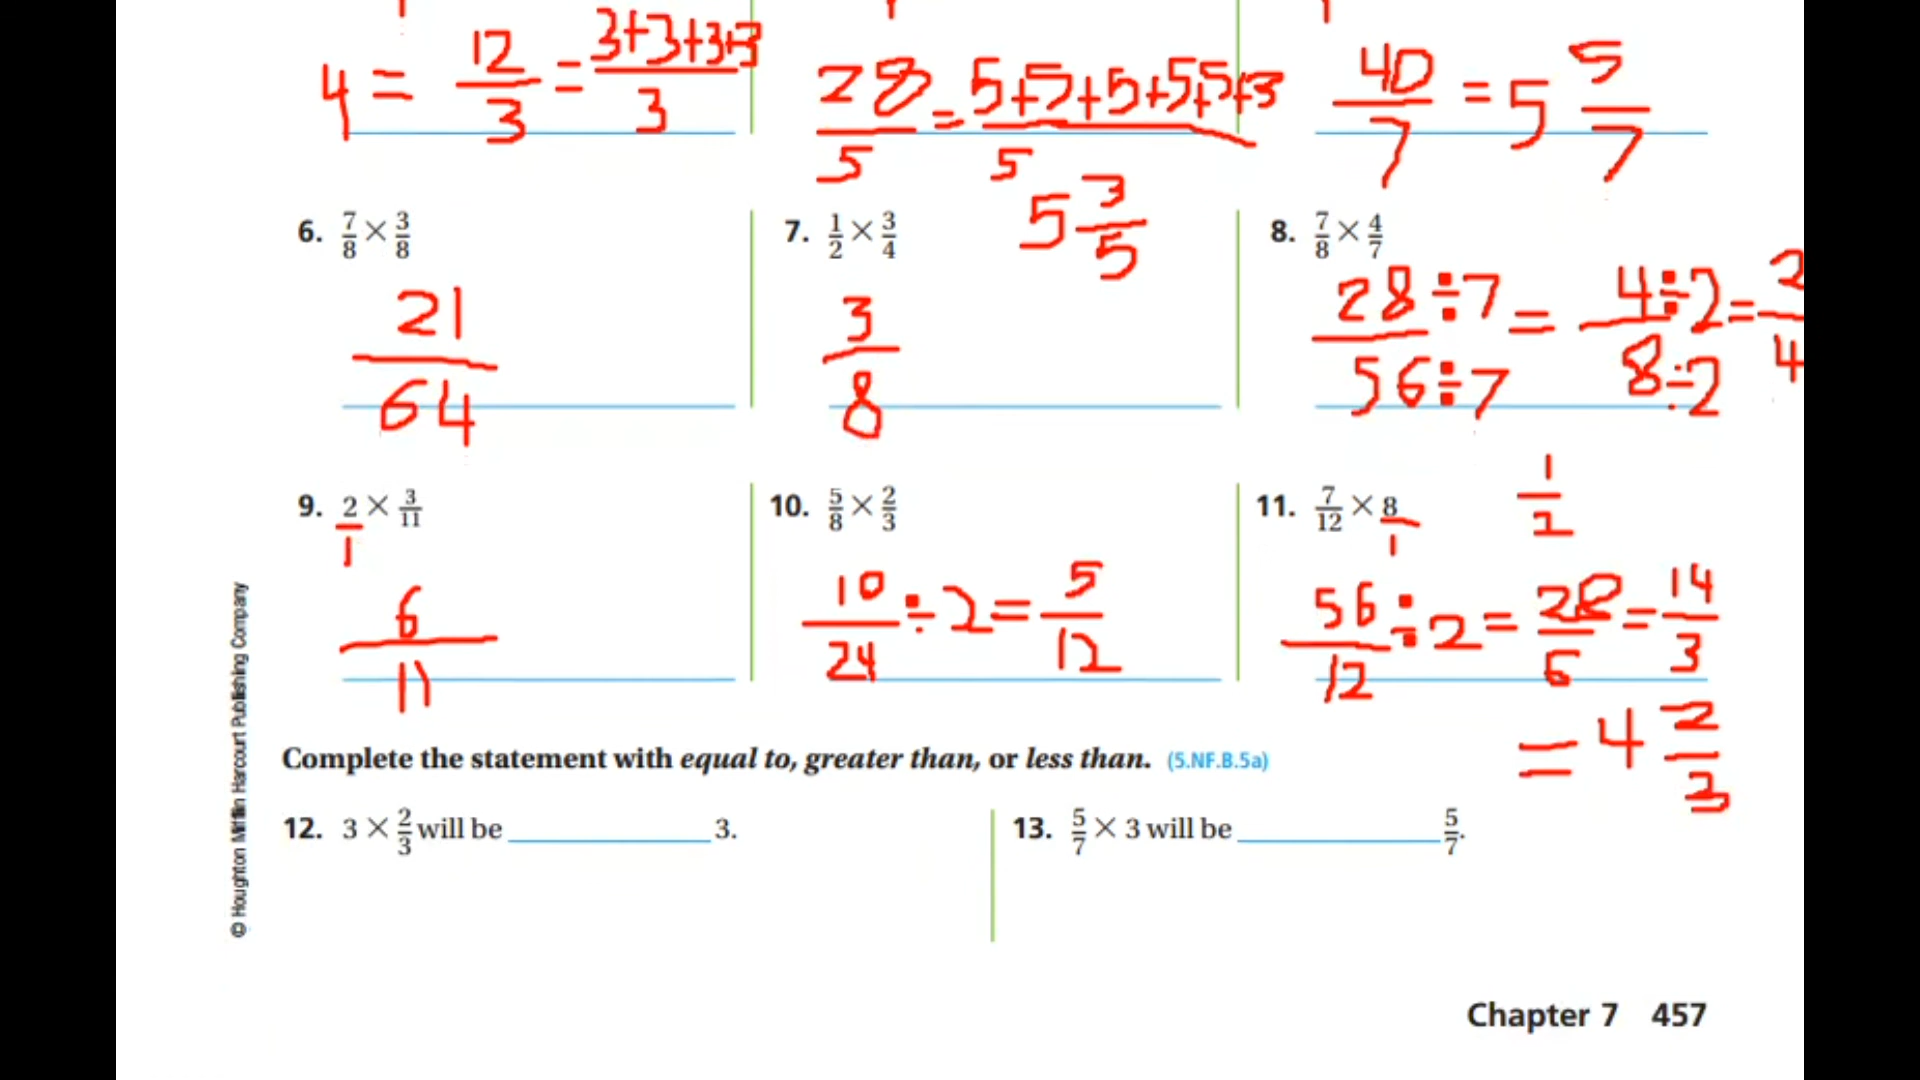 4 = 12/3 = 3+3+3+3/3
28/5 = 5+5+5+5+5+3/5
5 3/5
40/7 = 5 5/7
6. 7/8 × 3/8
21/64
7. 1/2 × 3/4
3/8
8. 7/8 × 4/7
28÷7/56÷7 = 4÷2/8÷2 = 2/4
1/2
9. 2/1 × 3/11
6/11
10. 5/8 × 2/3
10/24 ÷ 2 = 5/12
11. 7/12 × 8/1
56/12 ÷ 2 = 28/6 = 14/3
= 4 2/3
Complete the statement with equal to, greater than, or less than. (5.NF.B.5a)
12. 3 × 2/3 will be ____________ 3.
13. 5/7 × 3 will be ____________ 5/7.
© Houghton Mifflin Harcourt Publishing Company
Chapter 7 457